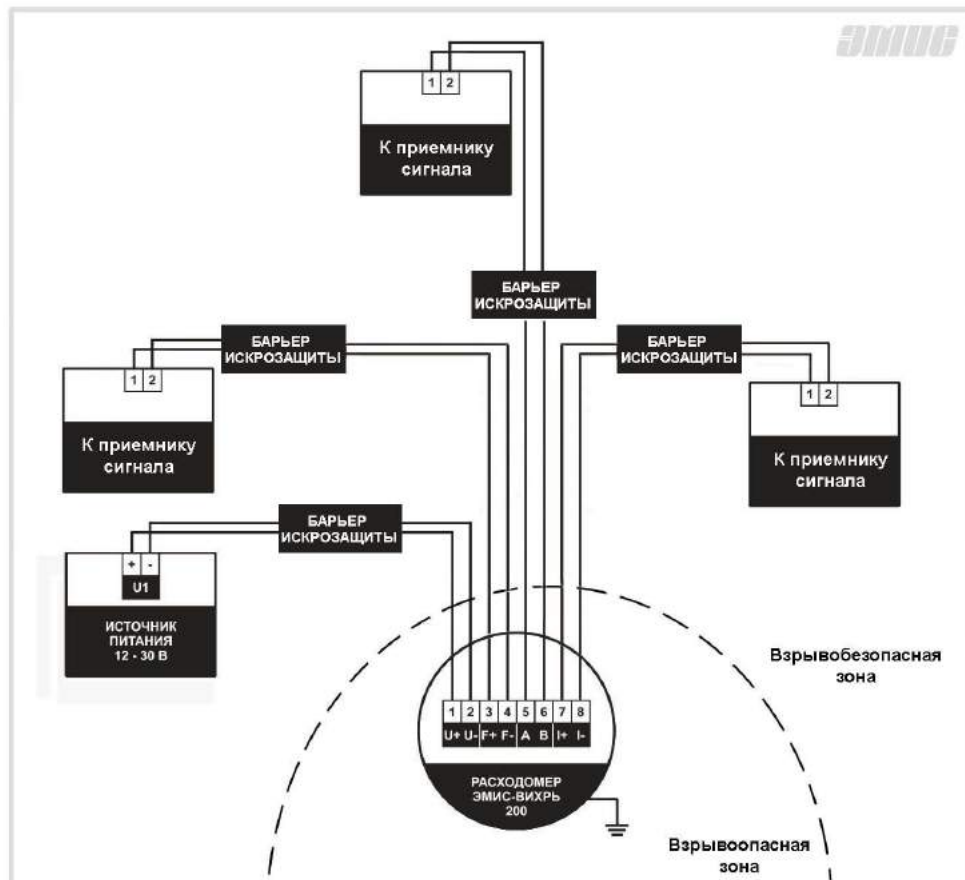 ЭМИС
1 2
К приемнику
сигнала
БАРЬЕР
ИСКРОЗАЩИТЫ
БАРЬЕР
ИСКРОЗАЩИТЫ
БАРЬЕР
ИСКРОЗАЩИТЫ
1 2
К приемнику
сигнала
1 2
К приемнику
сигнала
БАРЬЕР
ИСКРОЗАЩИТЫ
+ -
U1
ИСТОЧНИК
ПИТАНИЯ
12 - 30 В
Взрывобезопасная
зона
1 2 3 4 5 6 7 8
U+ U- F+ F- A B I+ I-
РАСХОДОМЕР
ЭМИС-ВИХРЬ
200
Взрывоопасная
зона